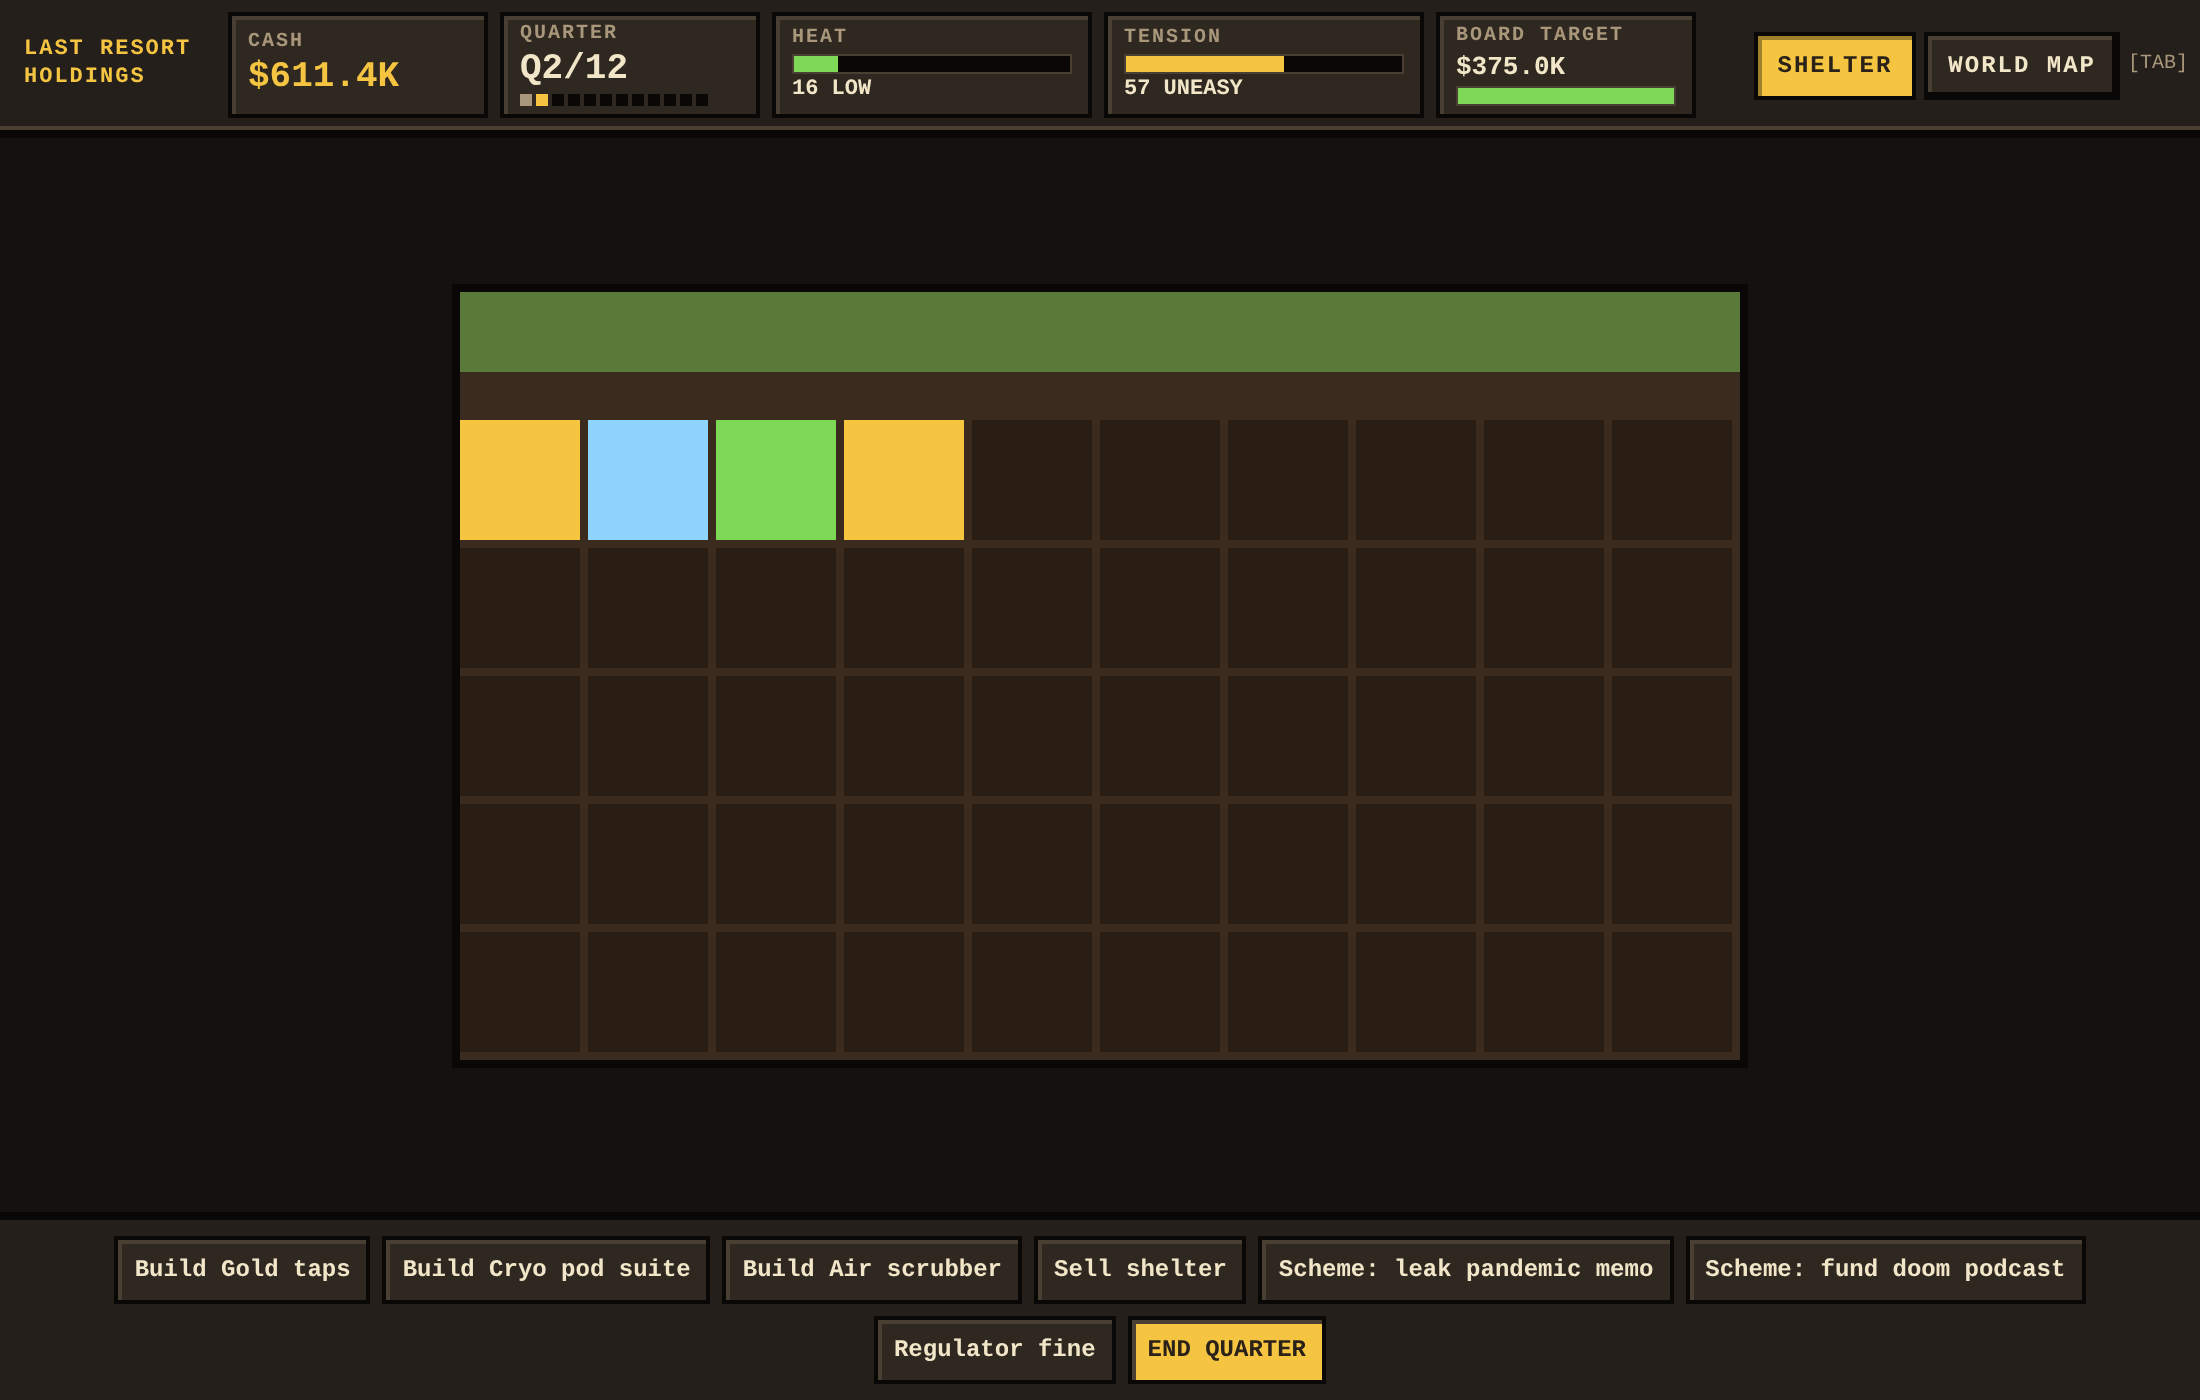 LAST RESORT
HOLDINGS
CASH
$611.4K
QUARTER
Q2/12
HEAT
16 LOW
TENSION
57 UNEASY
BOARD TARGET
$375.0K
SHELTER
WORLD MAP
[TAB]
Build Gold taps
Build Cryo pod suite
Build Air scrubber
Sell shelter
Scheme: leak pandemic memo
Scheme: fund doom podcast
Regulator fine
END QUARTER